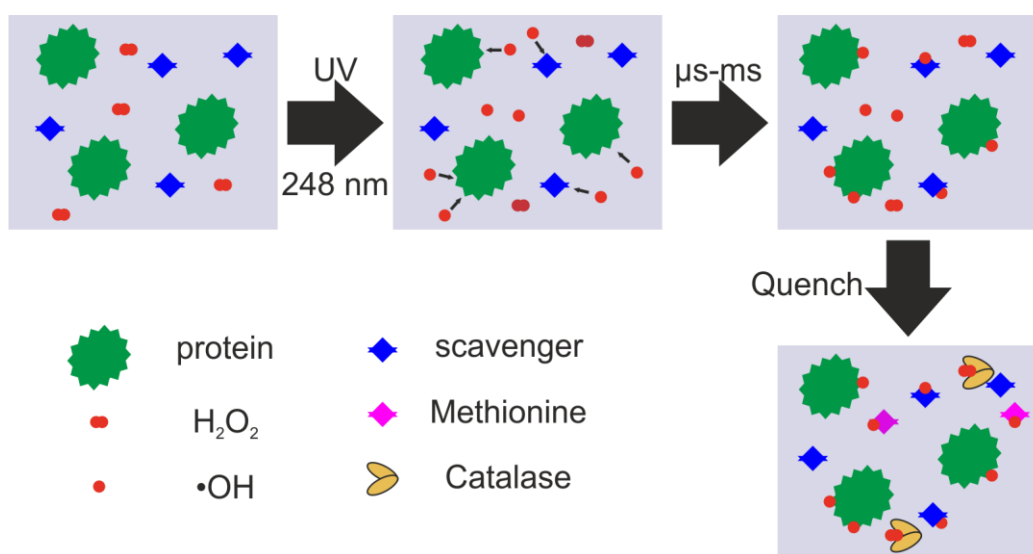 UV
248 nm
µs-ms
Quench
protein
H₂O₂
•OH
scavenger
Methionine
Catalase